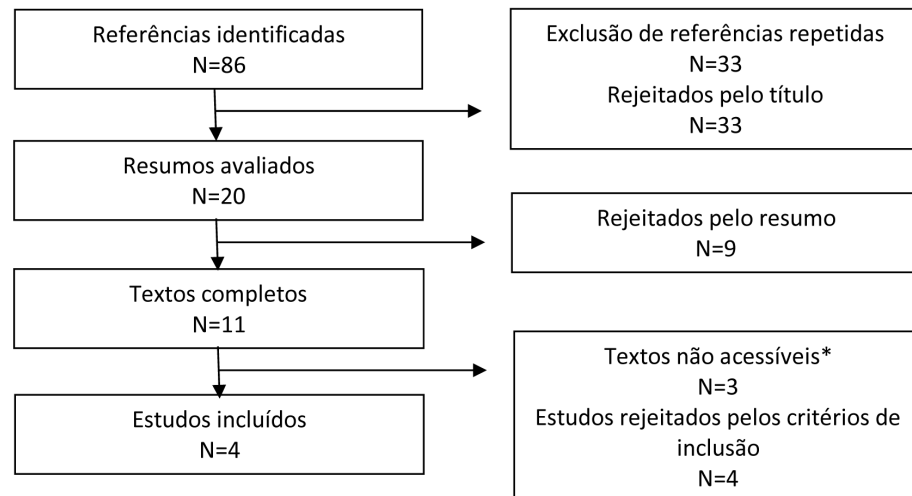 Referências identificadas
N=86
Exclusão de referências repetidas
N=33
Rejeitados pelo título
N=33
Resumos avaliados
N=20
Rejeitados pelo resumo
N=9
Textos completos
N=11
Textos não acessíveis*
N=3
Estudos rejeitados pelos critérios de
inclusão
N=4
Estudos incluídos
N=4